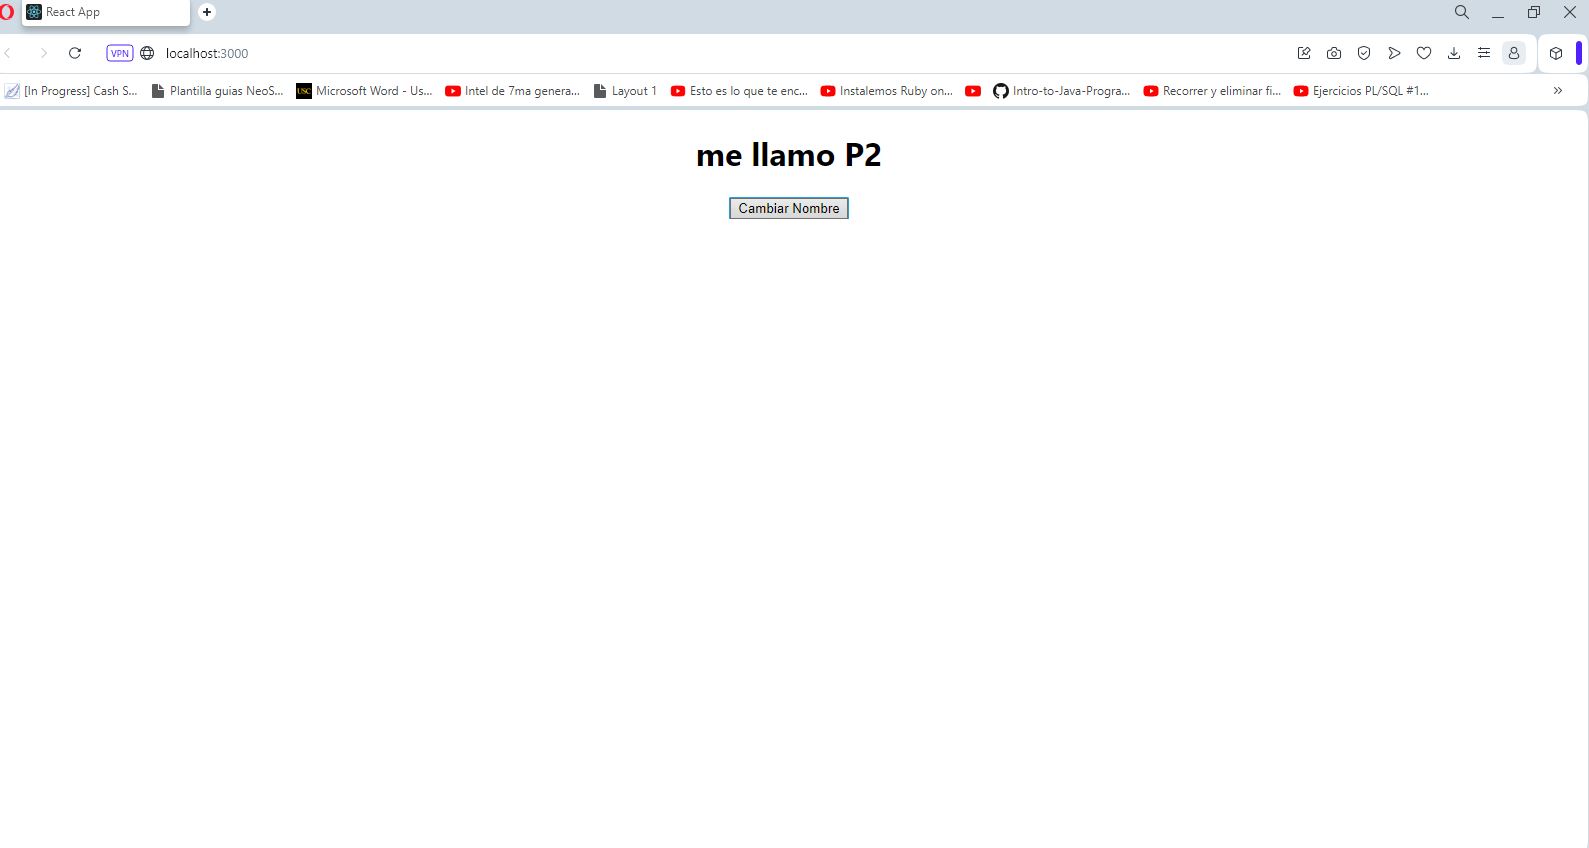 React App
VPN localhost:3000
[In Progress] Cash S... Plantilla guias NeoS... USC Microsoft Word - Us... Intel de 7ma genera... Layout 1 Esto es lo que te enc... Instalemos Ruby on... Intro-to-Java-Progra... Recorrer y eliminar fi... Ejercicios PL/SQL #1...
me llamo P2
Cambiar Nombre